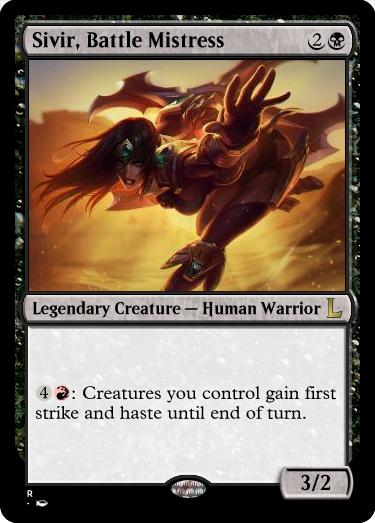 Sivir, Battle Mistress 2
Legendary Creature — Human Warrior L
4: Creatures you control gain first
strike and haste until end of turn.
3/2
R